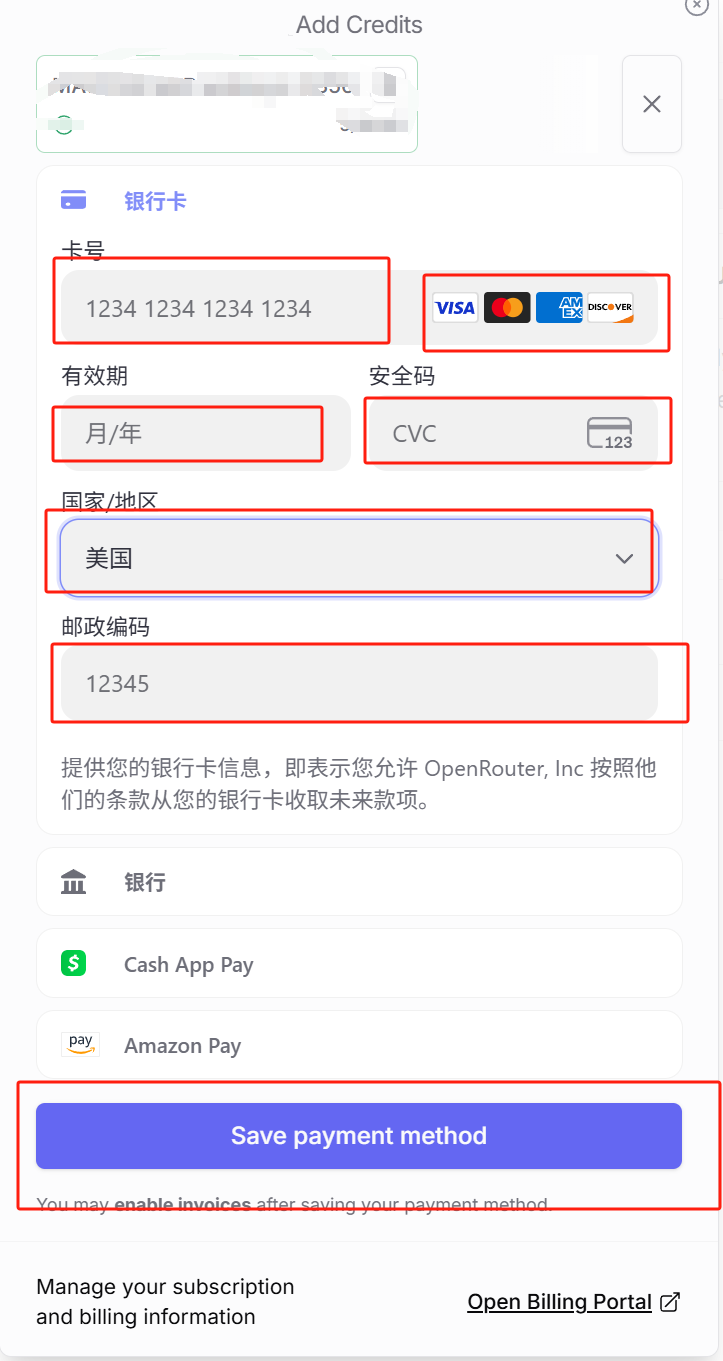 Add Credits
银行卡
卡号
1234 1234 1234 1234
VISA
AM
EX
DISCOVER
有效期
安全码
月/年
CVC
123
国家/地区
美国
邮政编码
12345
提供您的银行卡信息，即表示您允许 OpenRouter, Inc 按照他
们的条款从您的银行卡收取未来款项。
银行
Cash App Pay
pay
Amazon Pay
Save payment method
You may enable invoices after saving your payment method.
Manage your subscription
and billing information
Open Billing Portal